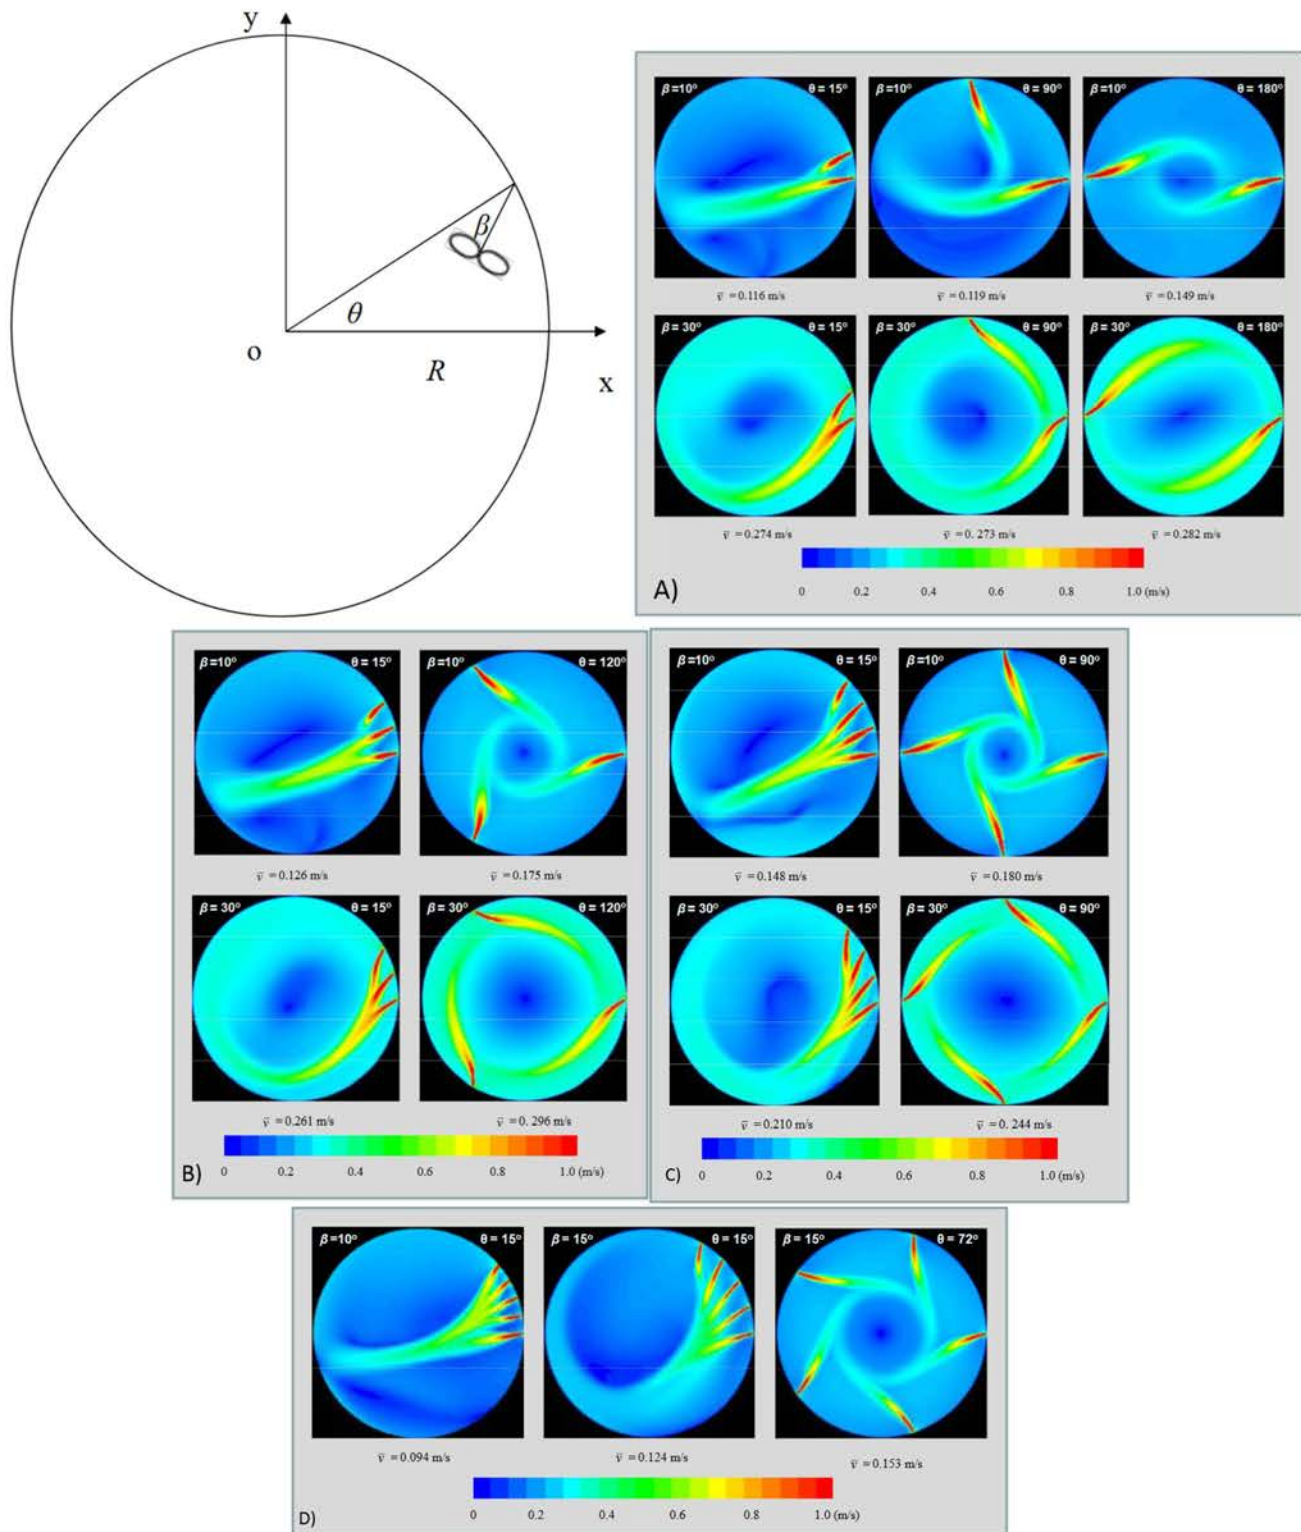 y
β
θ
o
R
x
β=10° θ = 15°
β=10° θ = 90°
β=10° θ = 180°
v̄ = 0.116 m/s
v̄ = 0.119 m/s
v̄ = 0.149 m/s
β = 30° θ = 15°
β = 30° θ = 90°
β = 30° θ = 180°
v̄ = 0.274 m/s
v̄ = 0. 273 m/s
v̄ = 0.282 m/s
A)
0 0.2 0.4 0.6 0.8 1.0 (m/s)
β=10° θ = 15°
β=10° θ = 120°
v̄ = 0.126 m/s
v̄ = 0.175 m/s
β = 30° θ = 15°
β = 30° θ = 120°
v̄ = 0.261 m/s
v̄ = 0. 296 m/s
B)
0 0.2 0.4 0.6 0.8 1.0 (m/s)
β=10° θ = 15°
β=10° θ = 90°
v̄ = 0.148 m/s
v̄ = 0.180 m/s
β = 30° θ = 15°
β = 30° θ = 90°
v̄ = 0.210 m/s
v̄ = 0. 244 m/s
C)
0 0.2 0.4 0.6 0.8 1.0 (m/s)
β=10° θ = 15°
β = 15° θ = 15°
β = 15° θ = 72°
v̄ = 0.094 m/s
v̄ = 0.124 m/s
v̄ = 0.153 m/s
D)
0 0.2 0.4 0.6 0.8 1.0 (m/s)